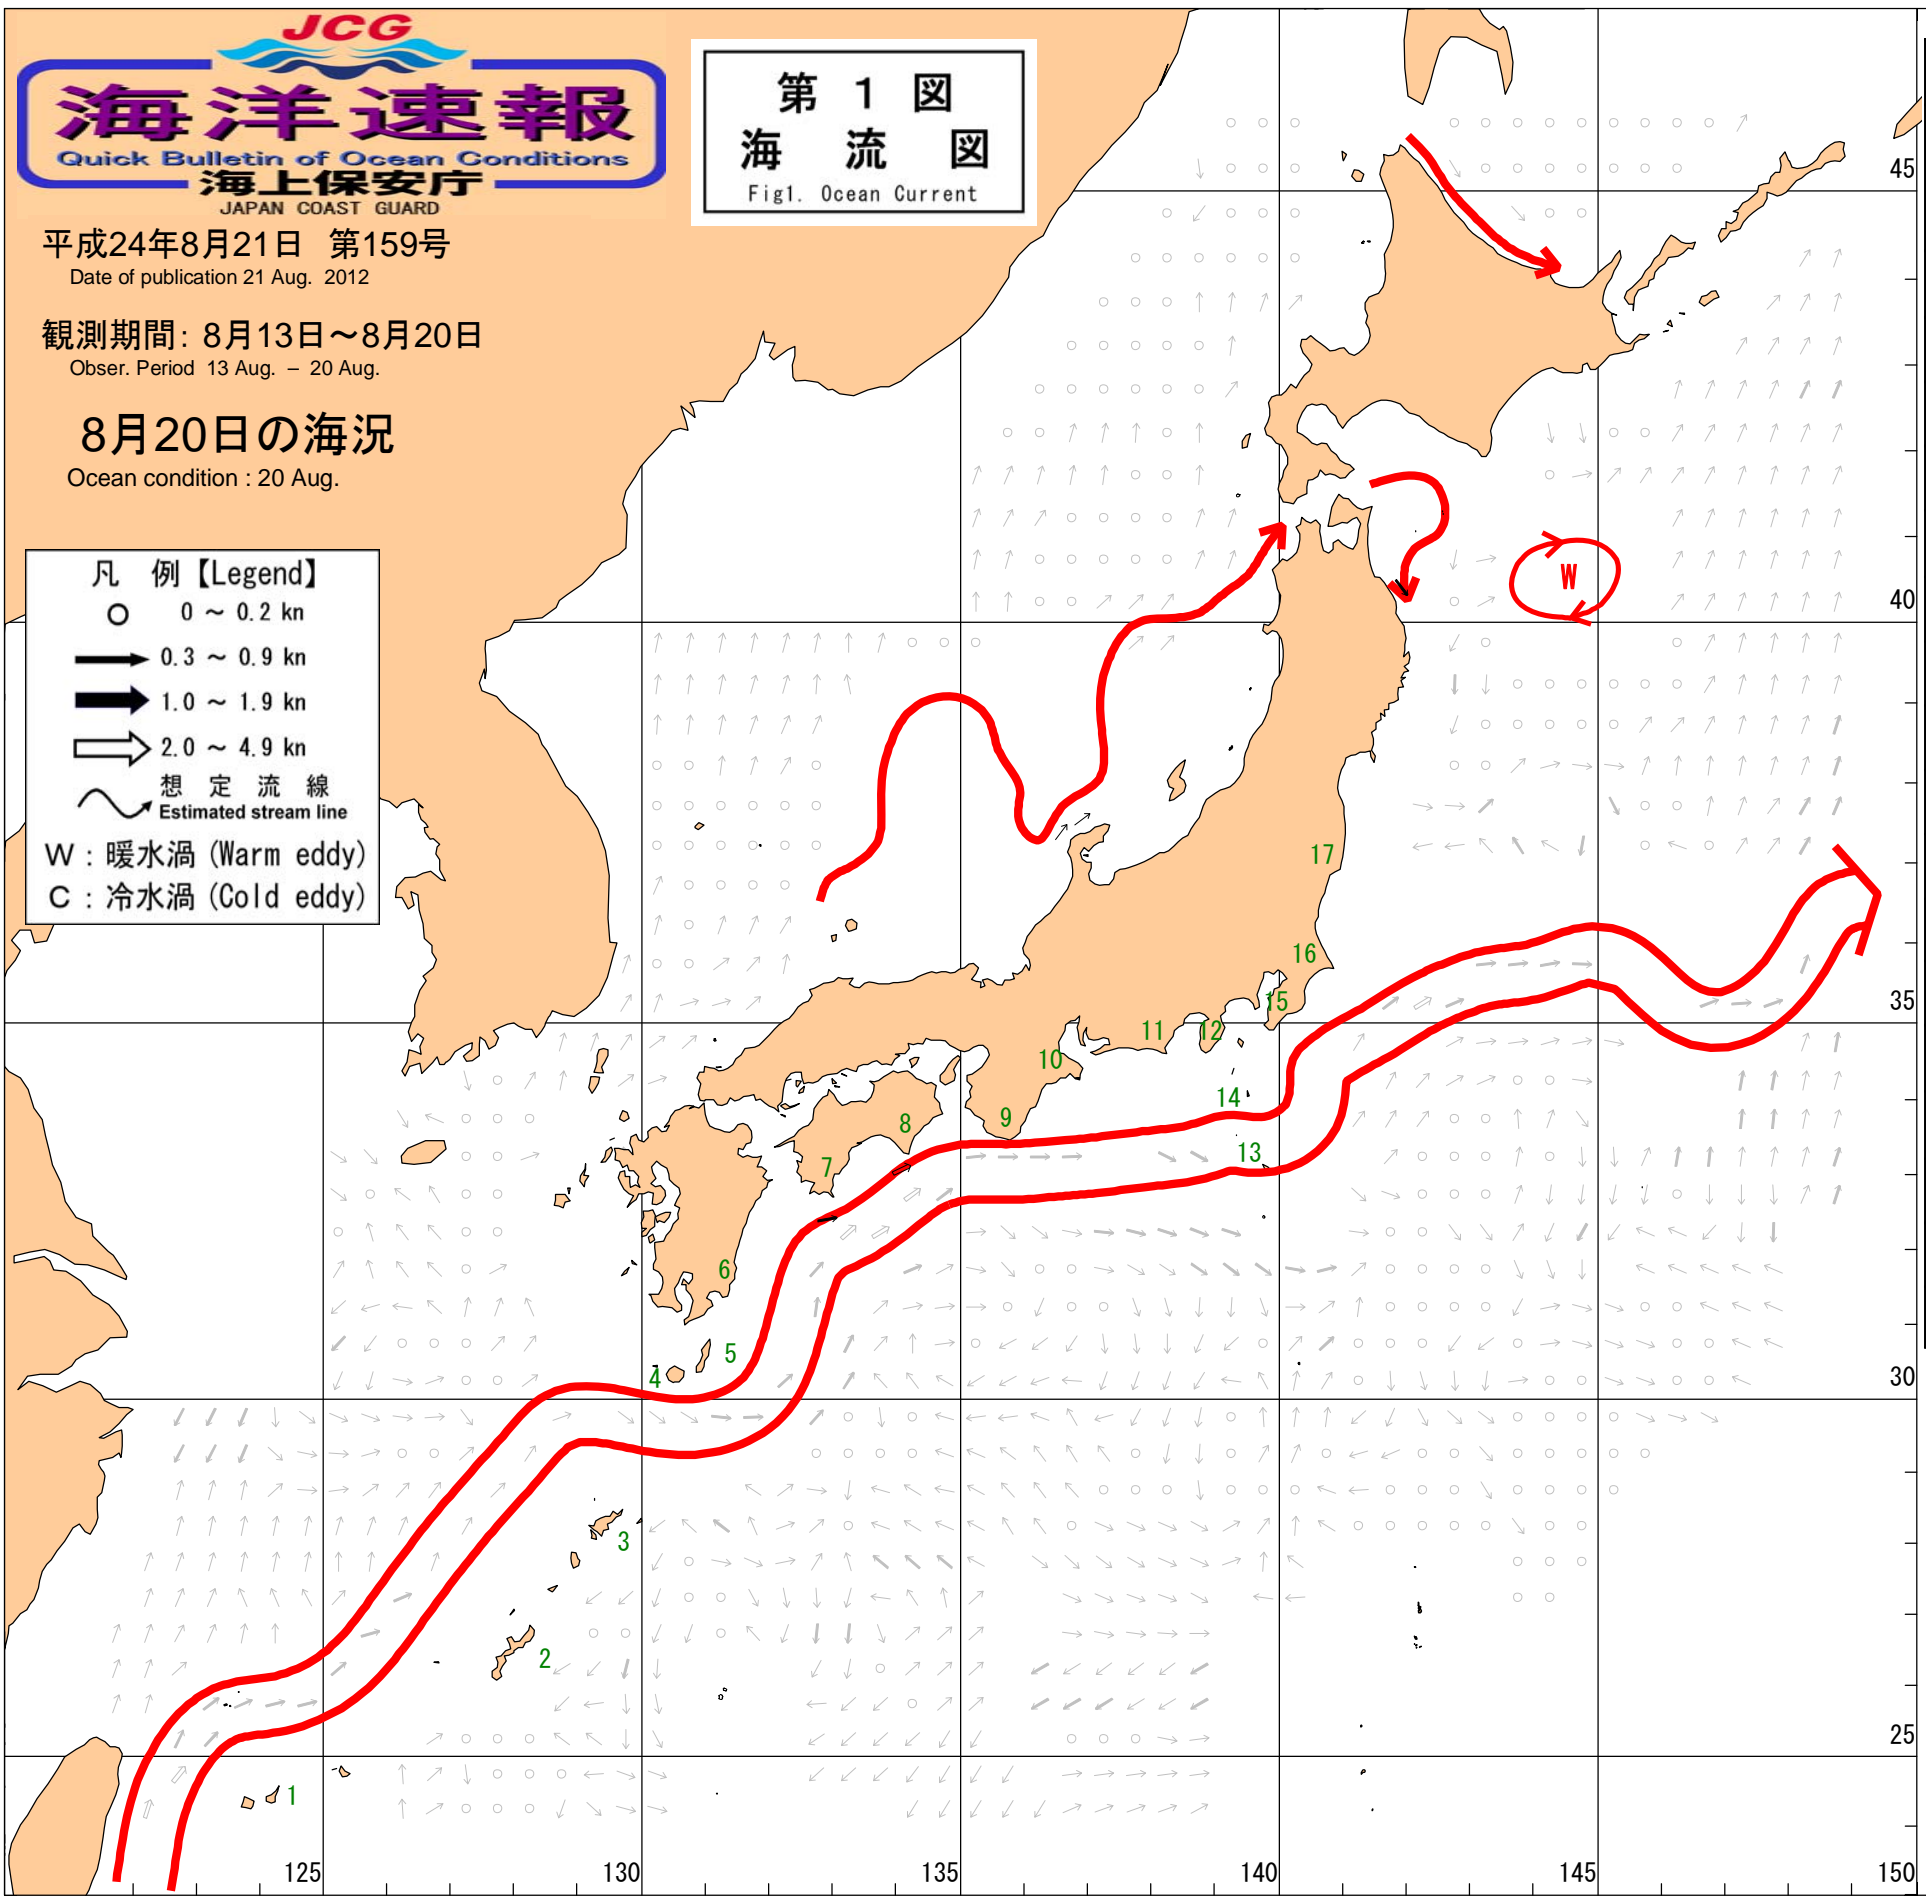 JCG
海洋速報
Quick Bulletin of Ocean Conditions
海上保安庁
JAPAN COAST GUARD
第 1 図
海 流 図
Fig1. Ocean Current
平成24年8月21日 第159号
Date of publication 21 Aug. 2012
観測期間: 8月13日～8月20日
Obser. Period 13 Aug. – 20 Aug.
8月20日の海況
Ocean condition : 20 Aug.
凡 例【Legend】
0 ～ 0.2 kn
0.3 ～ 0.9 kn
1.0 ～ 1.9 kn
2.0 ～ 4.9 kn
想 定 流 線
Estimated stream line
W : 暖水渦 (Warm eddy)
C : 冷水渦 (Cold eddy)
45
W
40
17
16
35
15
12
11
10
14
9
8
13
7
6
5
4
30
3
2
25
1
125
130
135
140
145
150